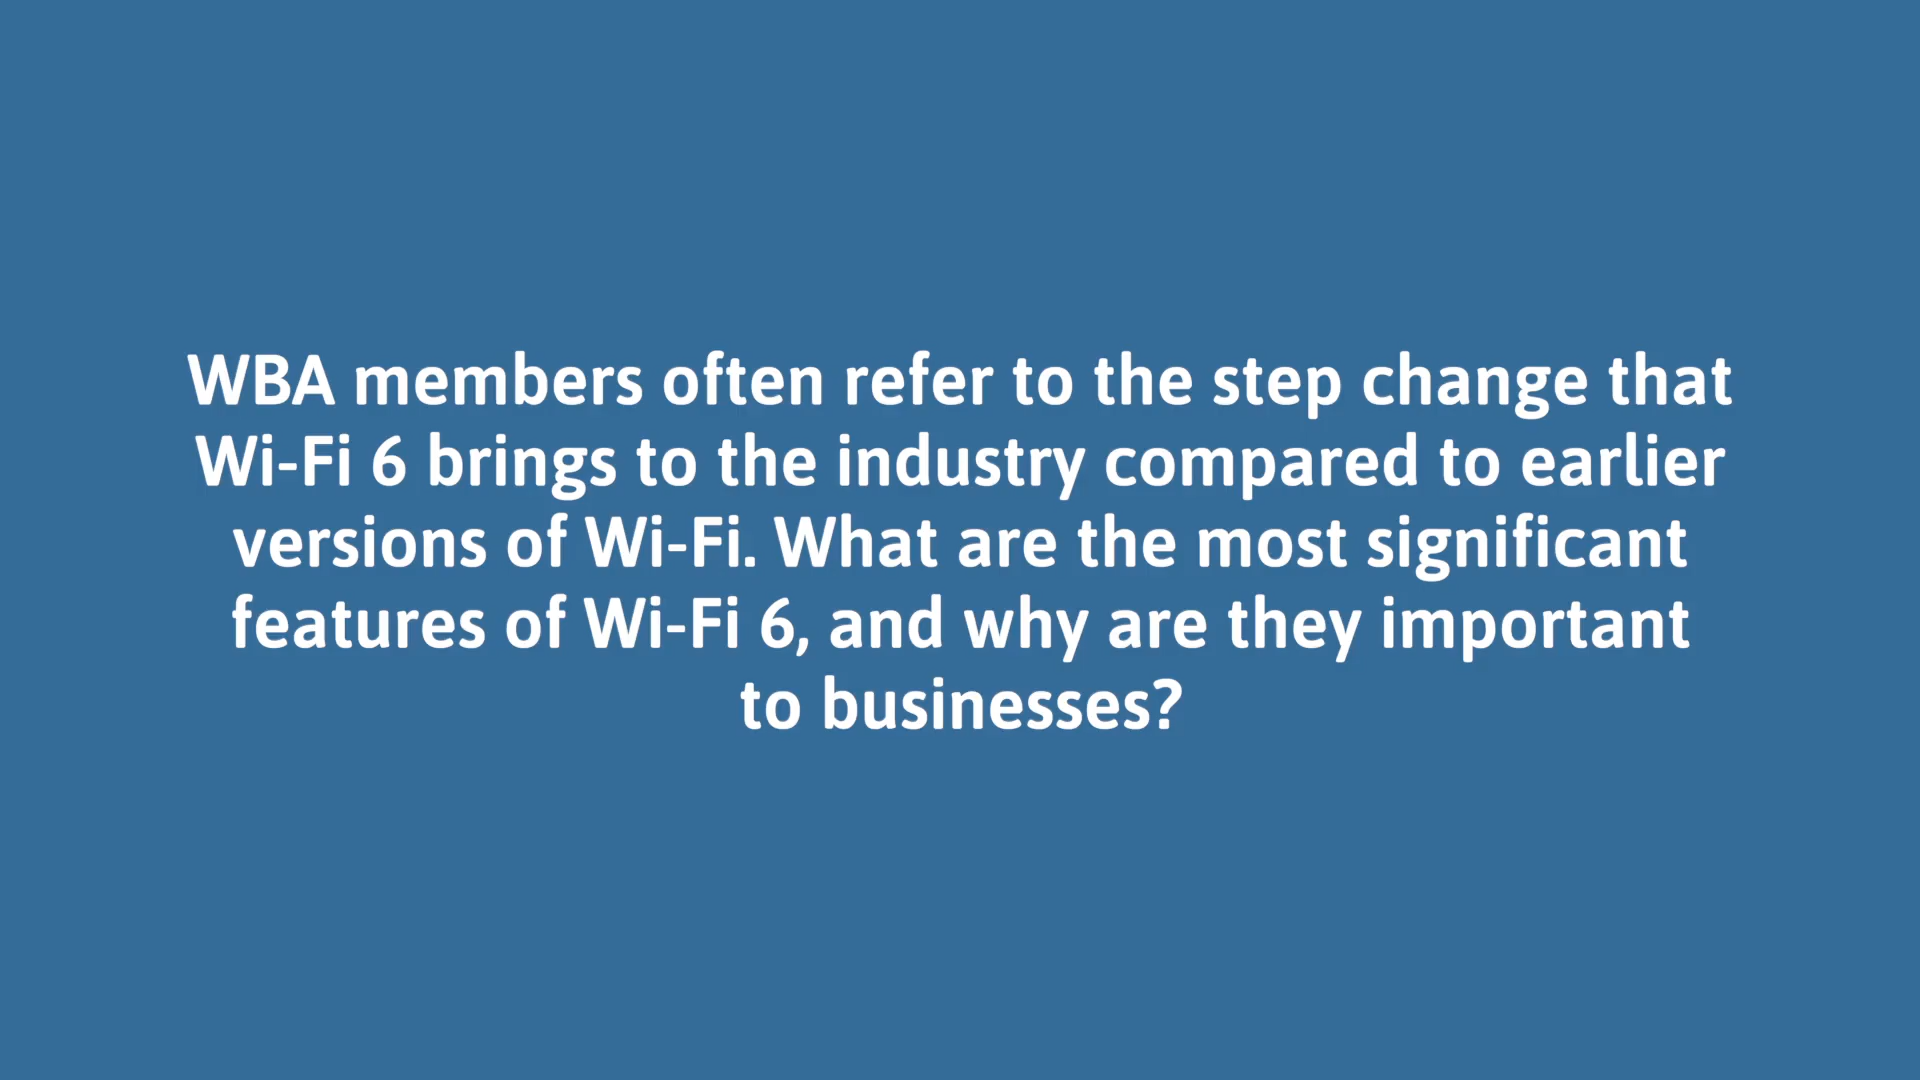 WBA members often refer to the step change that
Wi-Fi 6 brings to the industry compared to earlier
versions of Wi-Fi. What are the most significant
features of Wi-Fi 6, and why are they important
to businesses?